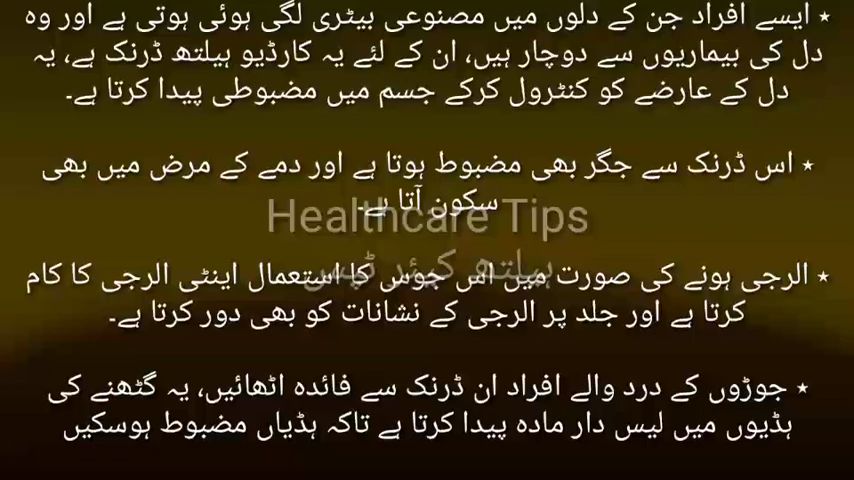 ٭ ایسے افراد جن کے دلوں میں مصنوعی بیٹری لگی ہوئی ہوتی ہے اور وہ
دل کی بیماریوں سے دوچار ہیں، ان کے لئے یہ کارڈیو ہیلتھ ڈرنک ہے، یہ
دل کے عارضے کو کنٹرول کرکے جسم میں مضبوطی پیدا کرتا ہے۔
٭ اس ڈرنک سے جگر بھی مضبوط ہوتا ہے اور دمے کے مرض میں بھی
سکون آتا ہے۔
Healthcare Tips
ہیلتھ کیئر ٹپس
٭ الرجی ہونے کی صورت میں اس جوس کا استعمال اینٹی الرجی کا کام
کرتا ہے اور جلد پر الرجی کے نشانات کو بھی دور کرتا ہے۔
٭ جوڑوں کے درد والے افراد ان ڈرنک سے فائدہ اٹھائیں، یہ گٹھنے کی
ہڈیوں میں لیس دار مادہ پیدا کرتا ہے تاکہ ہڈیاں مضبوط ہوسکیں